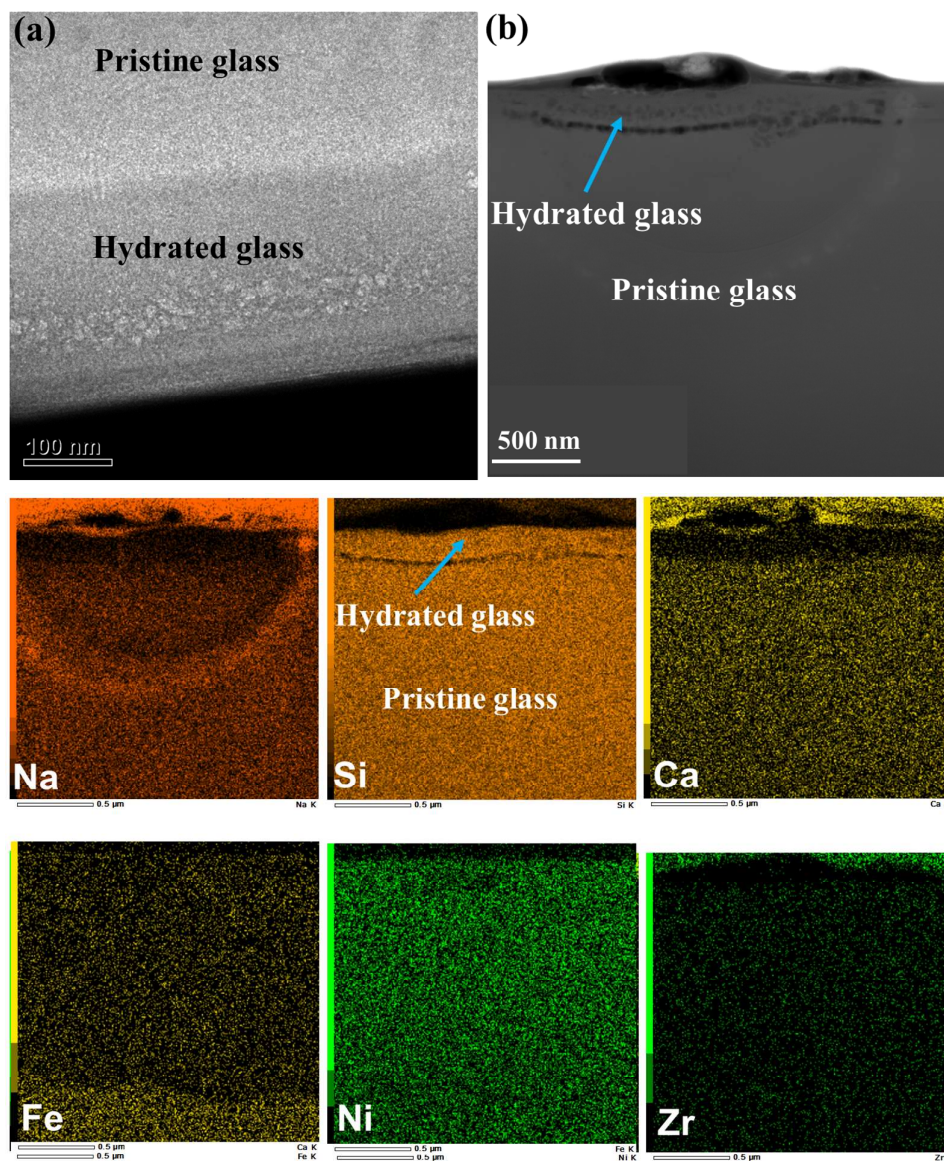 (a)
Pristine glass
Hydrated glass
100 nm
(b)
Hydrated glass
Pristine glass
500 nm
Na
0.5 µm
Na K
Hydrated glass
Pristine glass
Si
0.5 µm
Si K
Ca
0.5 µm
Ca
Fe
0.5 µm
Ca K
0.5 µm
Fe K
Ni
0.5 µm
Fe K
0.5 µm
Ni K
Zr
0.5 µm
Zr